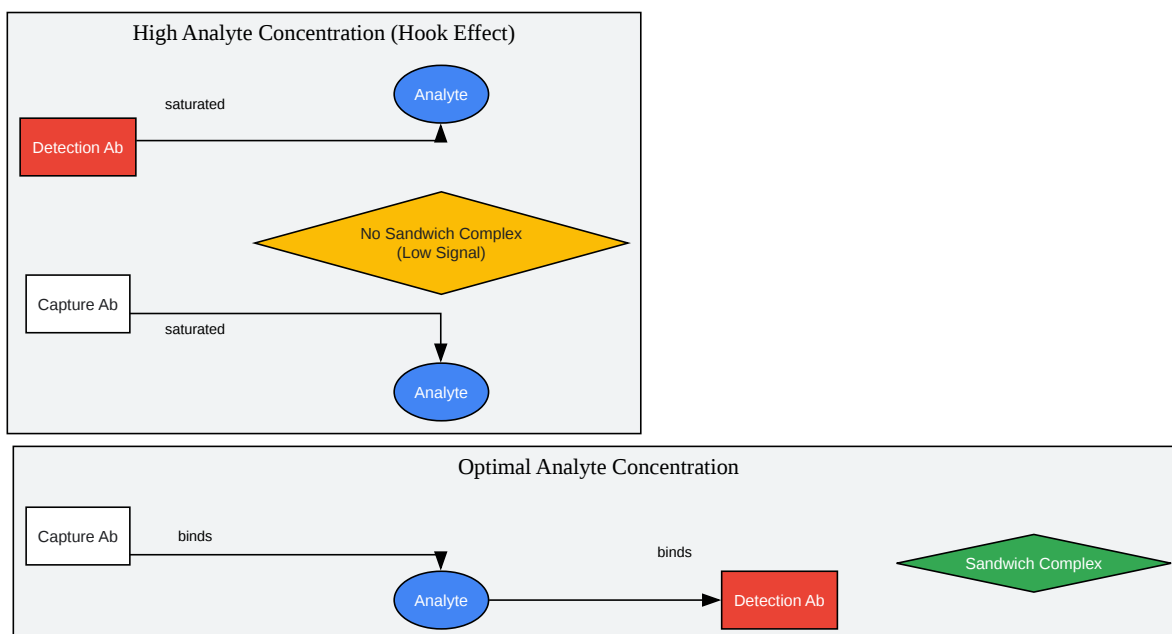 High Analyte Concentration (Hook Effect)
Analyte
saturated
Detection Ab
No Sandwich Complex
(Low Signal)
Capture Ab
saturated
Analyte
Optimal Analyte Concentration
Capture Ab
binds
binds
Sandwich Complex
Analyte
Detection Ab